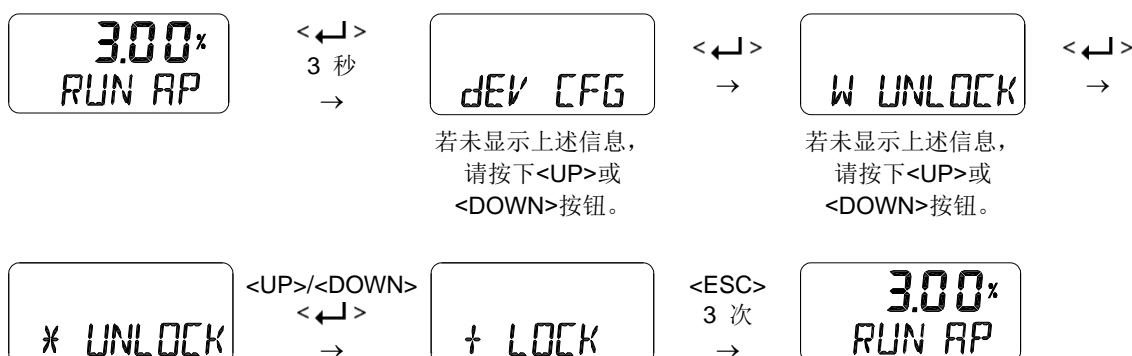 3.00%
RUN AP
<↵>
3 秒
→
dEV CFG
若未显示上述信息，
请按下<UP>或
<DOWN>按钮。
<↵>
→
W UNLOCK
若未显示上述信息，
请按下<UP>或
<DOWN>按钮。
<↵>
→
* UNLOCK
<UP>/<DOWN>
<↵>
→
+ LOCK
<ESC>
3 次
→
3.00%
RUN AP